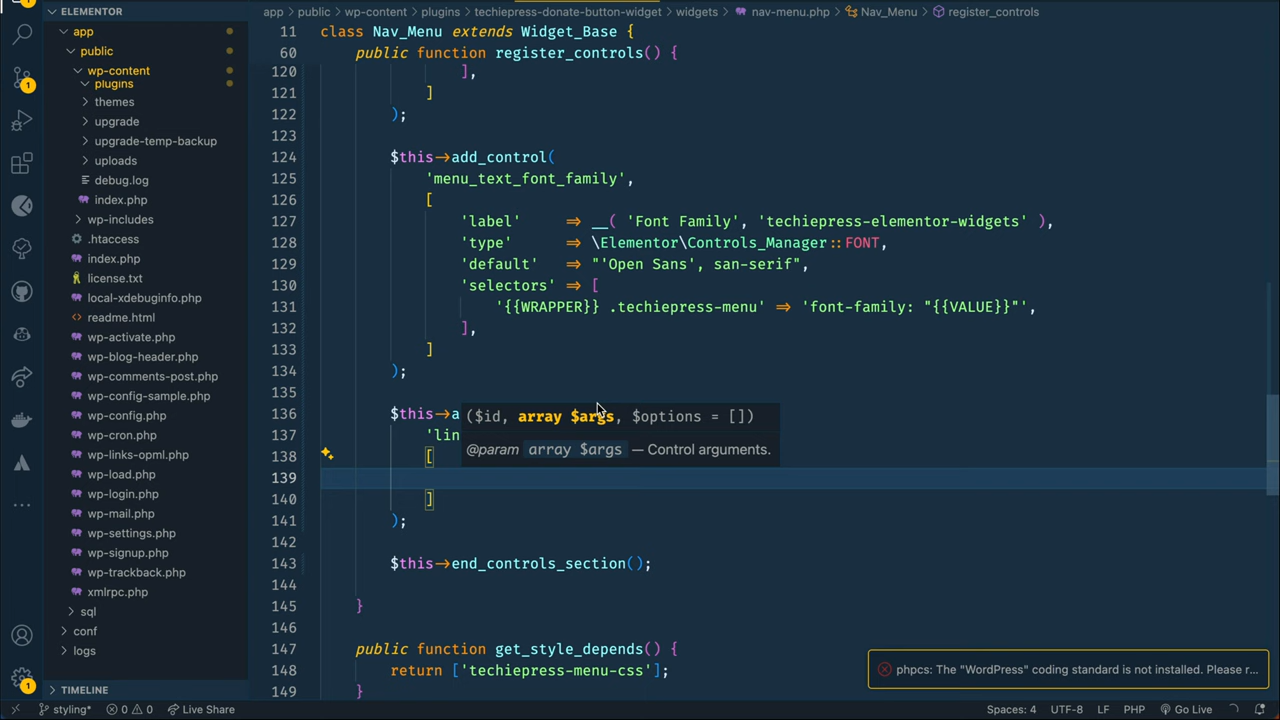 ELEMENTOR
app
public
wp-content
plugins
themes
upgrade
upgrade-temp-backup
uploads
debug.log
index.php
wp-includes
.htaccess
index.php
license.txt
local-xdebuginfo.php
readme.html
wp-activate.php
wp-blog-header.php
wp-comments-post.php
wp-config-sample.php
wp-config.php
wp-cron.php
wp-links-opml.php
wp-load.php
wp-login.php
wp-mail.php
wp-settings.php
wp-signup.php
wp-trackback.php
xmlrpc.php
sql
conf
logs
TIMELINE
app > public > wp-content > plugins > techiepress-donate-button-widget > widgets > nav-menu.php > Nav_Menu > register_controls
11 class Nav_Menu extends Widget_Base {
60 public function register_controls() {
120 ],
121 ]
122 );
123
124 $this->add_control(
125 'menu_text_font_family',
126 [
127 'label' => __( 'Font Family', 'techiepress-elementor-widgets' ),
128 'type' => \Elementor\Controls_Manager::FONT,
129 'default' => "'Open Sans', san-serif",
130 'selectors' => [
131 '{{WRAPPER}} .techiepress-menu' => 'font-family: "{{VALUE}}"',
132 ],
133 ]
134 );
135
136 $this->a
($id, array $args, $options = [])
137 'lin
@param array $args — Control arguments.
138 [
139
140 ]
141 );
142
143 $this->end_controls_section();
144
145 }
146
147 public function get_style_depends() {
148 return ['techiepress-menu-css'];
149 }
phpcs: The "WordPress" coding standard is not installed. Please r...
1
1
styling* 0 0 Live Share
Spaces: 4 UTF-8 LF PHP Go Live